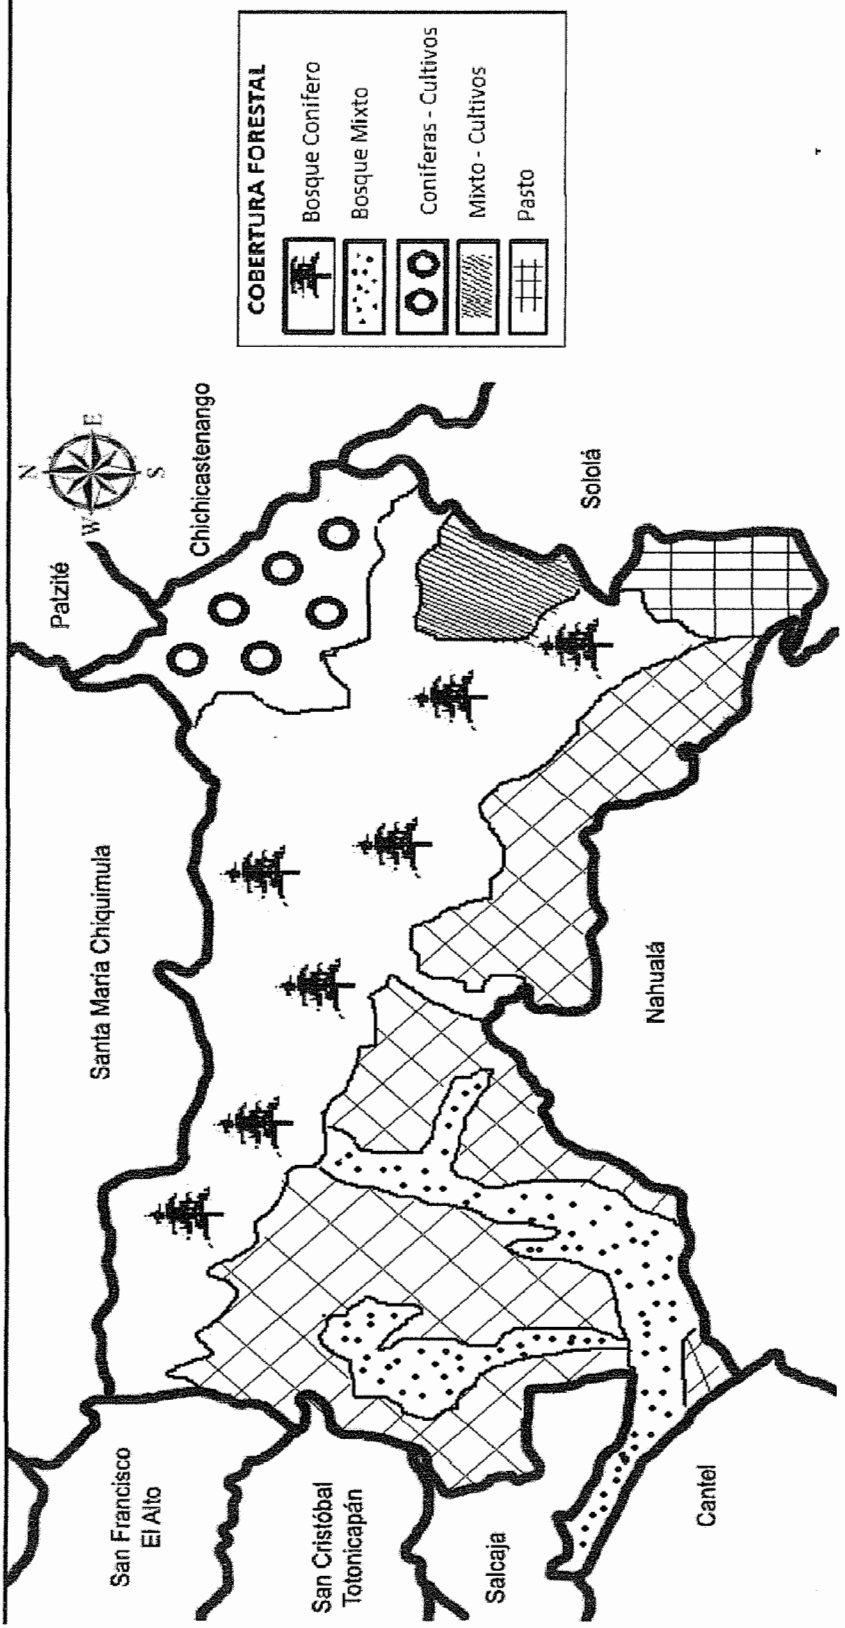 Patzité
N
W
E
S
Chichicastenango
Santa Maria Chiquimula
San Francisco
El Alto
San Cristóbal
Totonicapán
Salcaja
Cantel
Nahualá
Sololá
COBERTURA FORESTAL
Bosque Conífero
Bosque Mixto
Coníferas - Cultivos
Mixto - Cultivos
Pasto